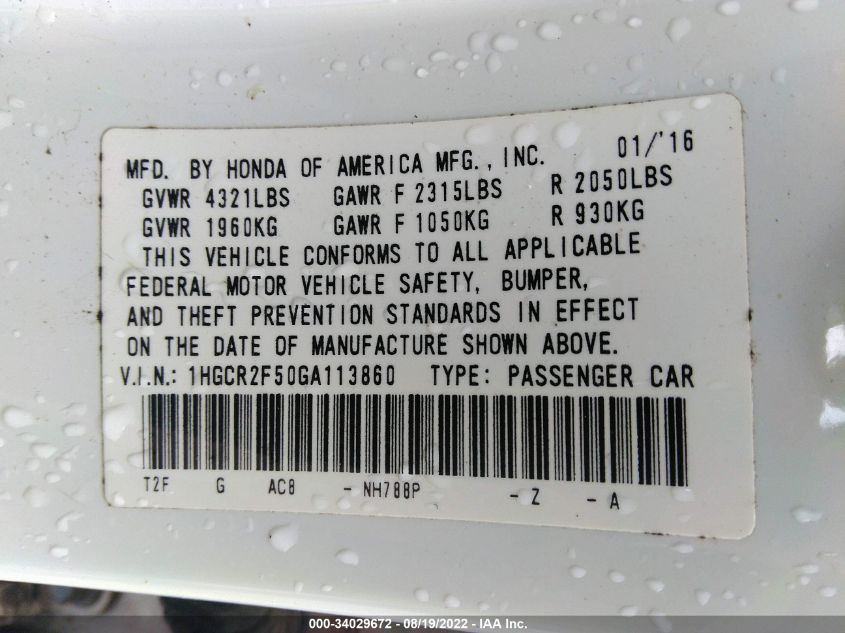 MFD. BY HONDA OF AMERICA MFG., INC. 01/'16
GVWR 4321LBS GAWR F 2315LBS R 2050LBS
GVWR 1960KG GAWR F 1050KG R 930KG
THIS VEHICLE CONFORMS TO ALL APPLICABLE
FEDERAL MOTOR VEHICLE SAFETY, BUMPER,
AND THEFT PREVENTION STANDARDS IN EFFECT
ON THE DATE OF MANUFACTURE SHOWN ABOVE.
V.I.N.: 1HGCR2F50GA113860 TYPE: PASSENGER CAR
T2F G AC8 - NH788P - Z - A
000-34029672 - 08/19/2022 - IAA Inc.